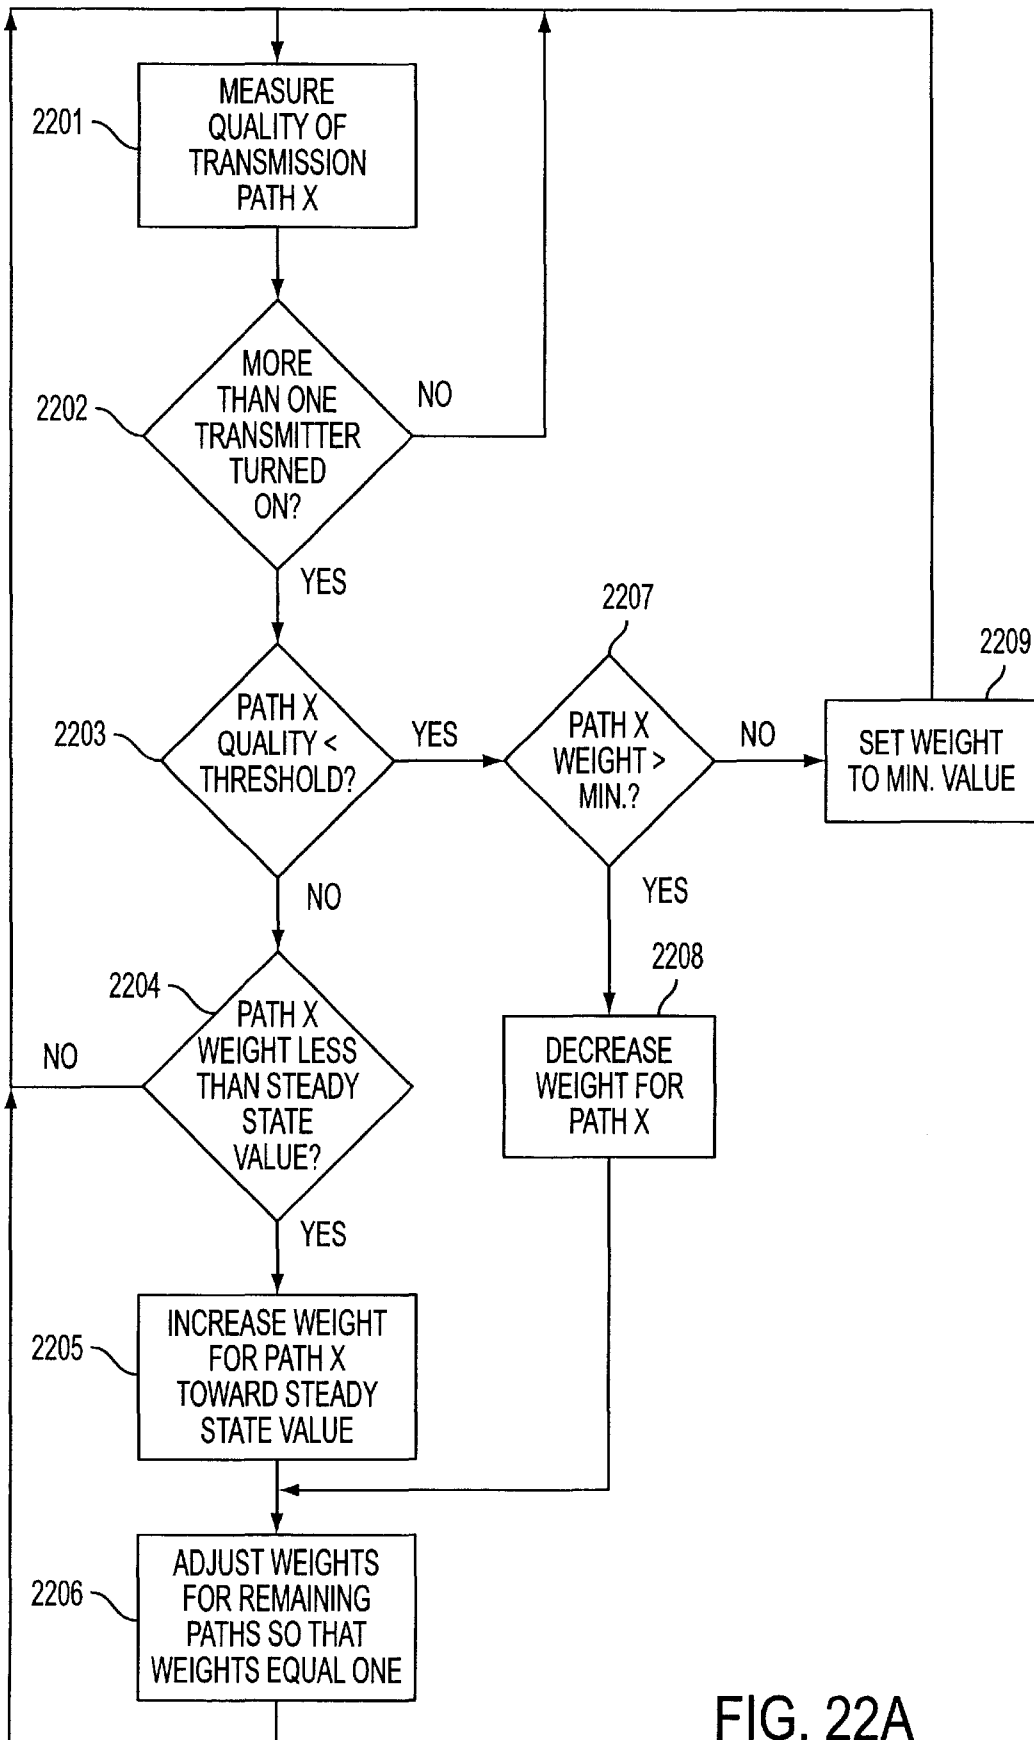 2201
MEASURE
QUALITY OF
TRANSMISSION
PATH X
2202
MORE
THAN ONE
TRANSMITTER
TURNED
ON?
NO
YES
2203
PATH X
QUALITY <
THRESHOLD?
YES
NO
2207
PATH X
WEIGHT >
MIN.?
NO
YES
2209
SET WEIGHT
TO MIN. VALUE
2204
PATH X
WEIGHT LESS
THAN STEADY
STATE
VALUE?
NO
YES
2208
DECREASE
WEIGHT FOR
PATH X
2205
INCREASE WEIGHT
FOR PATH X
TOWARD STEADY
STATE VALUE
2206
ADJUST WEIGHTS
FOR REMAINING
PATHS SO THAT
WEIGHTS EQUAL ONE
FIG. 22A